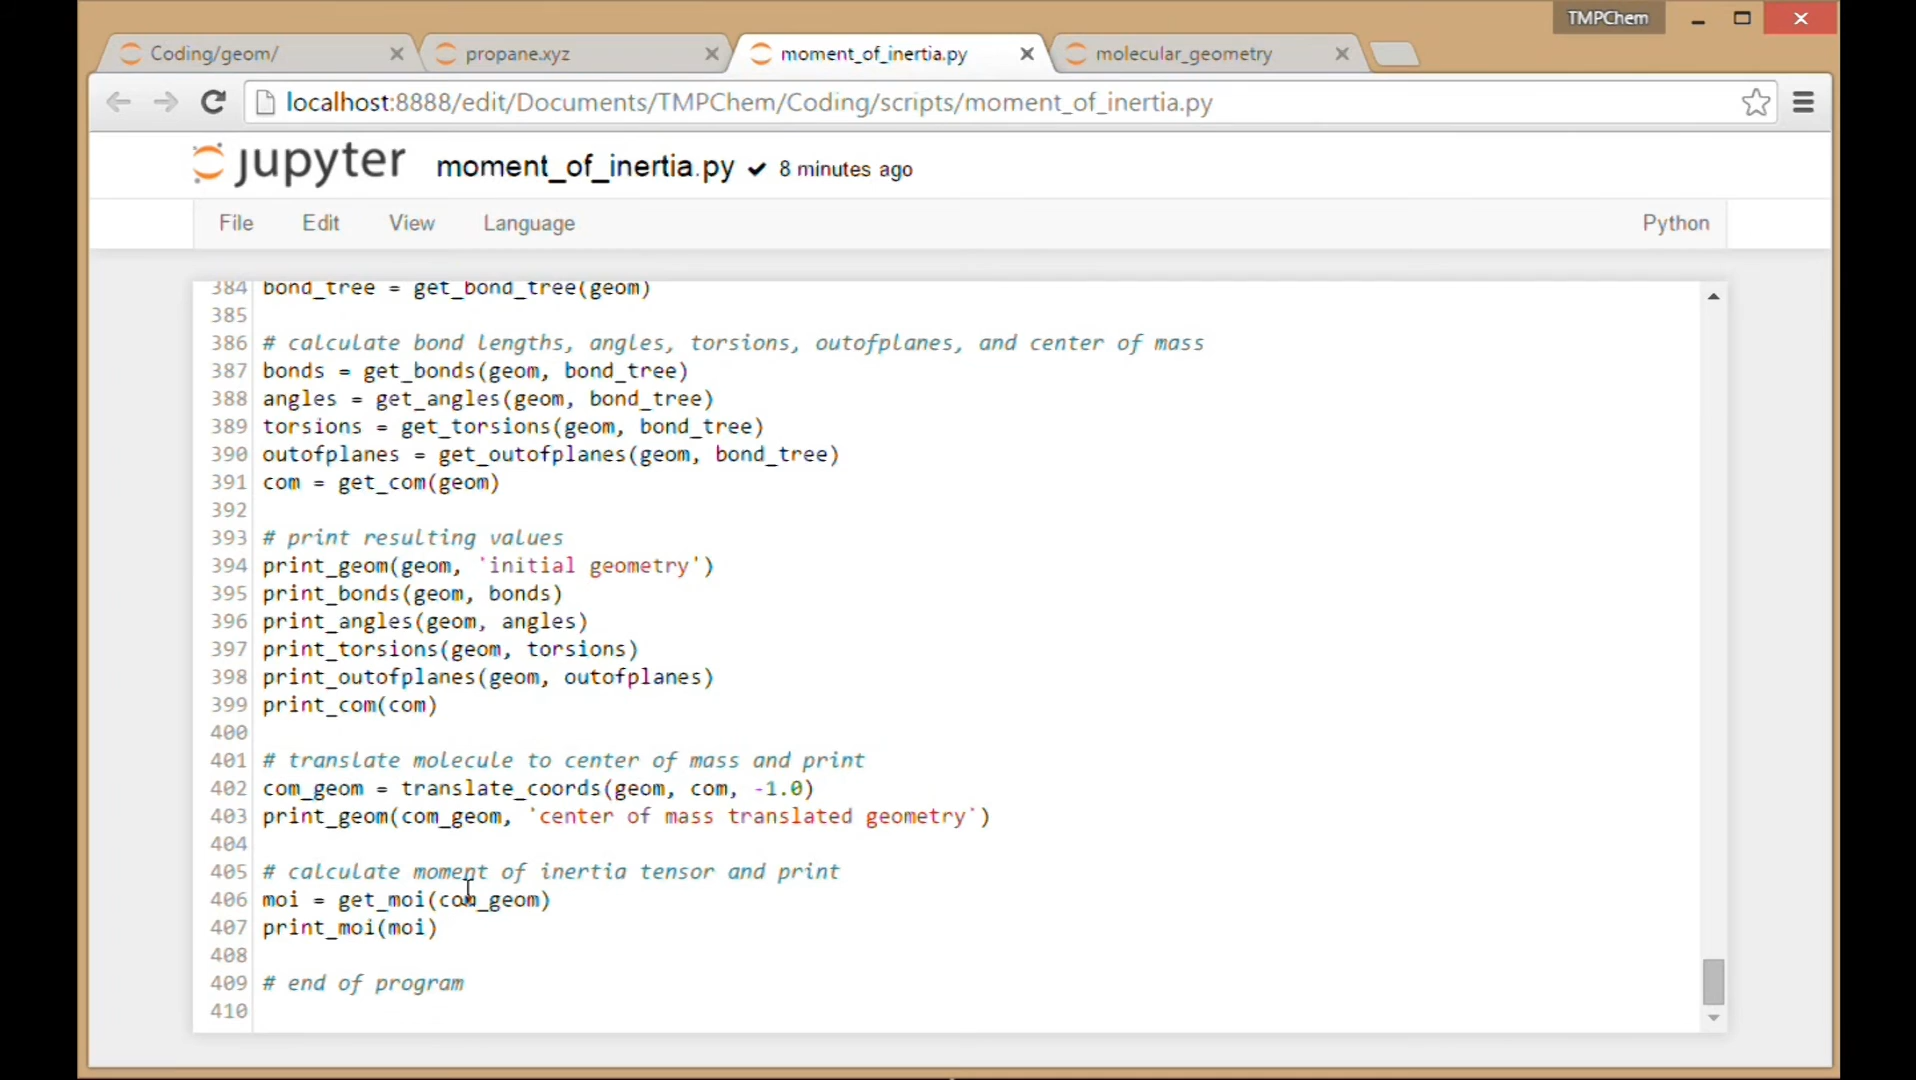 TMPChem
Coding/geom/
propane.xyz
moment_of_inertia.py
molecular_geometry
localhost:8888/edit/Documents/TMPChem/Coding/scripts/moment_of_inertia.py
jupyter moment_of_inertia.py ✔ 8 minutes ago
File Edit View Language Python
384 bond_tree = get_bond_tree(geom)
385
386 # calculate bond lengths, angles, torsions, outofplanes, and center of mass
387 bonds = get_bonds(geom, bond_tree)
388 angles = get_angles(geom, bond_tree)
389 torsions = get_torsions(geom, bond_tree)
390 outofplanes = get_outofplanes(geom, bond_tree)
391 com = get_com(geom)
392
393 # print resulting values
394 print_geom(geom, 'initial geometry')
395 print_bonds(geom, bonds)
396 print_angles(geom, angles)
397 print_torsions(geom, torsions)
398 print_outofplanes(geom, outofplanes)
399 print_com(com)
400
401 # translate molecule to center of mass and print
402 com_geom = translate_coords(geom, com, -1.0)
403 print_geom(com_geom, 'center of mass translated geometry')
404
405 # calculate moment of inertia tensor and print
406 moi = get_moi(com_geom)
407 print_moi(moi)
408
409 # end of program
410